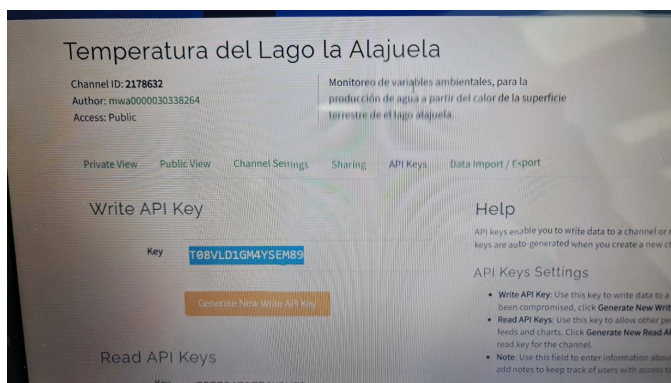 Temperatura del Lago la Alajuela
Channel ID: 2178632
Author: mwa0000030338264
Access: Public
Monitoreo de variables ambientales, para la
producción de agua a partir del calor de la superficie
terrestre de el lago alajuela.
Private View Public View Channel Settings Sharing API Keys Data Import / Export
Write API Key
Key T08VLD1GM4YSEM89
Generate New Write API Key
Read API Keys
Help
API keys enable you to write data to a channel or
keys are auto-generated when you create a new
API Keys Settings
Write API Key: Use this key to write data to a
been compromised, click Generate New
Read API Keys: Use this key to allow other
feeds and charts. Click Generate New Read
read key for the channel.
Note: Use this field to enter information
add notes to keep track of users with access